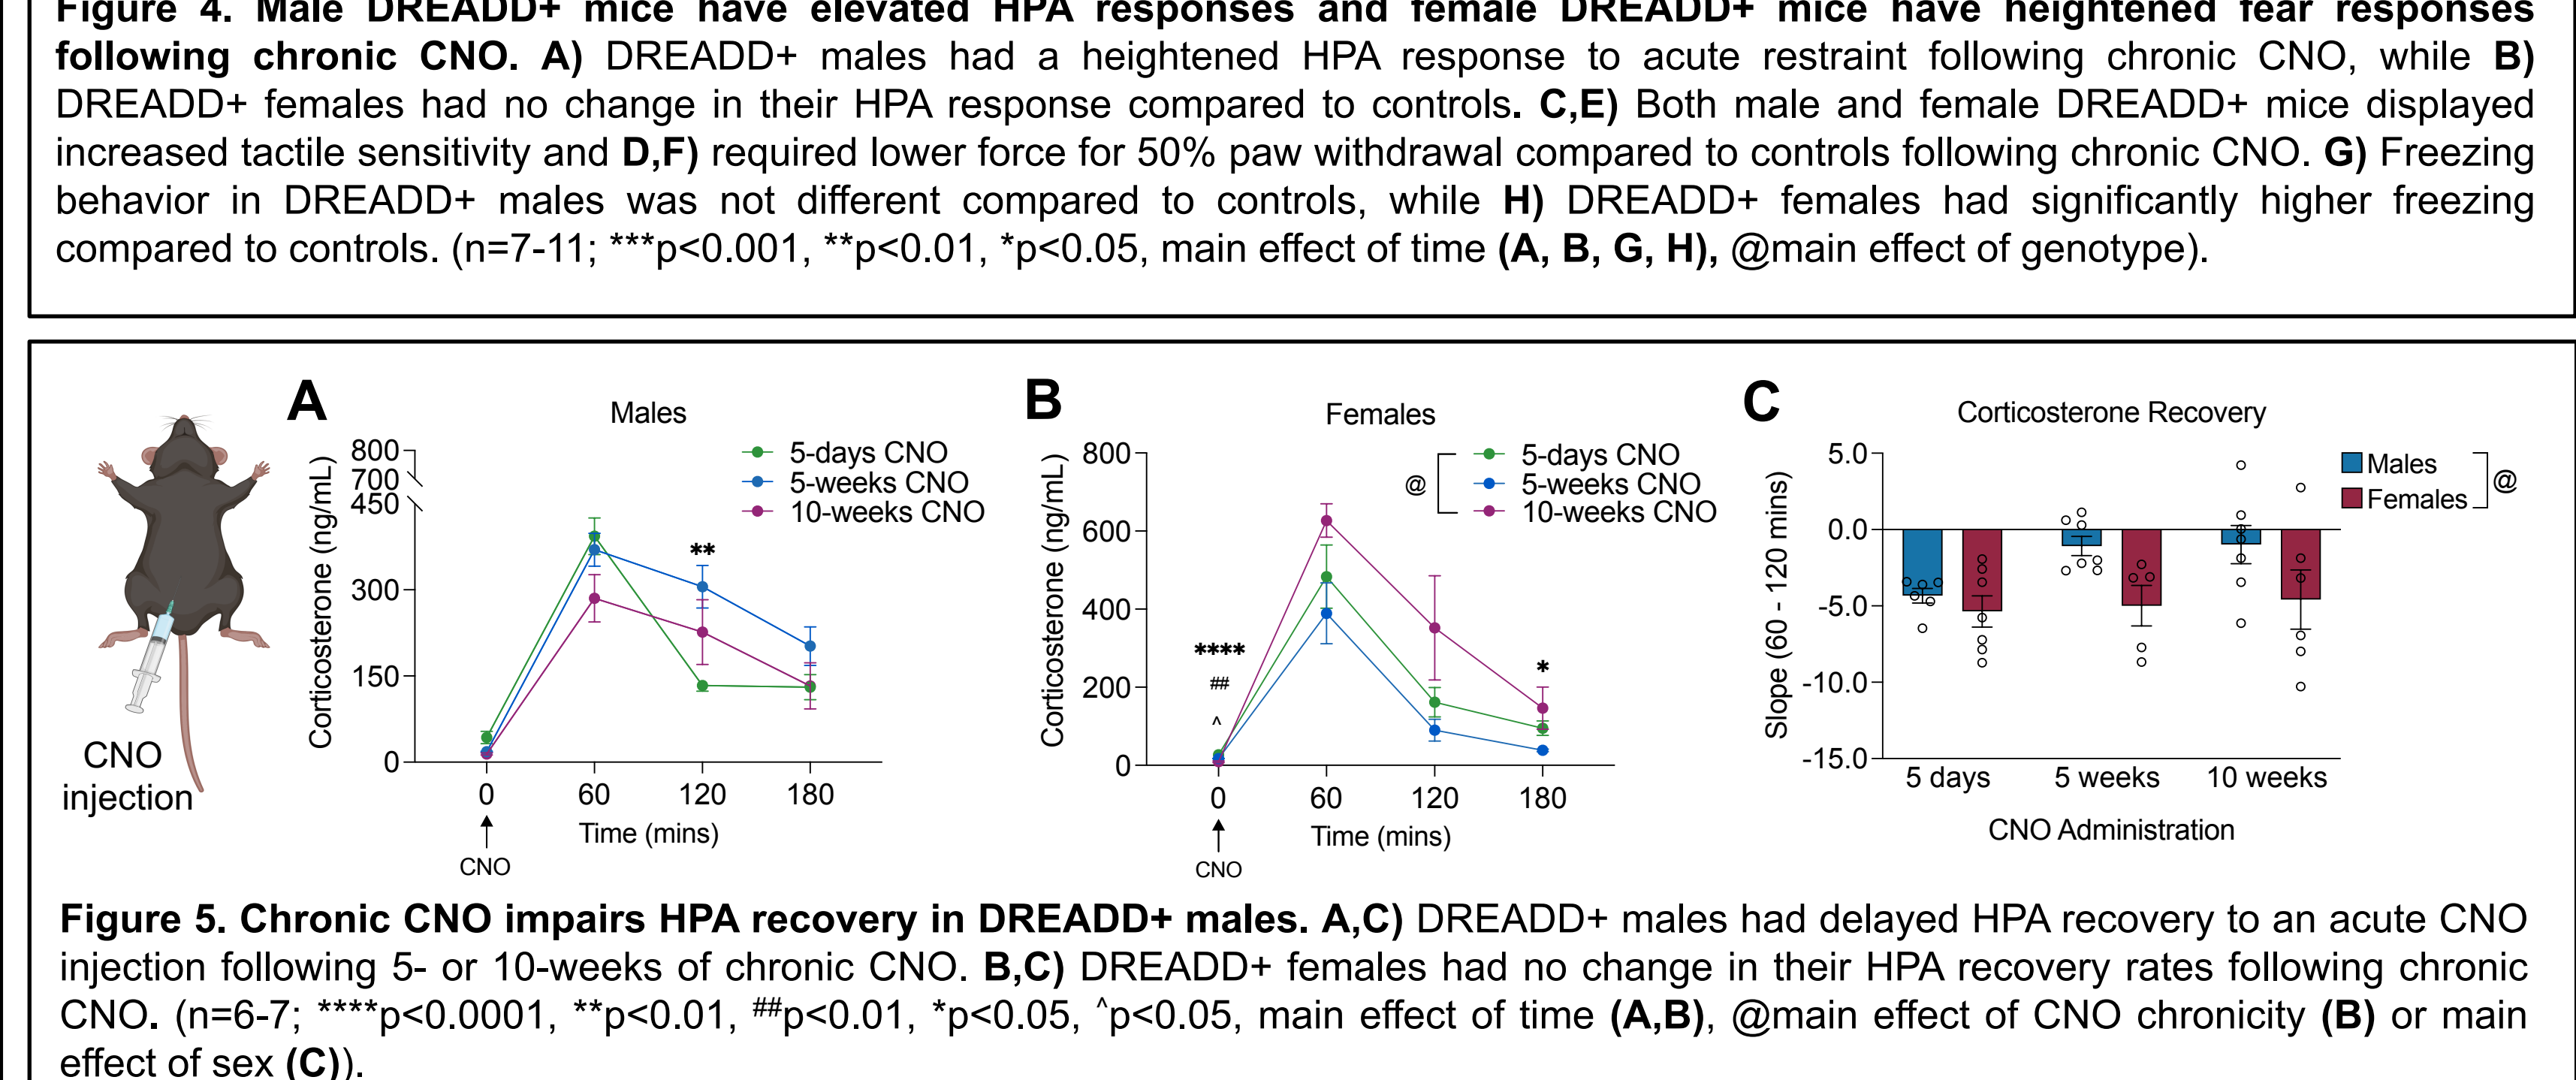 Figure 4. Male DREADD+ mice have elevated HPA responses and female DREADD+ mice have heightened fear responses
following chronic CNO. A) DREADD+ males had a heightened HPA response to acute restraint following chronic CNO, while B)
DREADD+ females had no change in their HPA response compared to controls. C,E) Both male and female DREADD+ mice displayed
increased tactile sensitivity and D,F) required lower force for 50% paw withdrawal compared to controls following chronic CNO. G) Freezing
behavior in DREADD+ males was not different compared to controls, while H) DREADD+ females had significantly higher freezing
compared to controls. (n=7-11; ***p<0.001, **p<0.01, *p<0.05, main effect of time (A, B, G, H), @main effect of genotype).
CNO
injection
A
Males
Corticosterone (ng/mL)
800
700
450
300
150
0
5-days CNO
5-weeks CNO
10-weeks CNO
**
0 60 120 180
Time (mins)
CNO
B
Females
Corticosterone (ng/mL)
800
600
400
200
0
@
5-days CNO
5-weeks CNO
10-weeks CNO
****
##
^
*
0 60 120 180
Time (mins)
CNO
C
Corticosterone Recovery
Slope (60 - 120 mins)
5.0
0.0
-5.0
-10.0
-15.0
Males
Females
@
5 days 5 weeks 10 weeks
CNO Administration
Figure 5. Chronic CNO impairs HPA recovery in DREADD+ males. A,C) DREADD+ males had delayed HPA recovery to an acute CNO
injection following 5- or 10-weeks of chronic CNO. B,C) DREADD+ females had no change in their HPA recovery rates following chronic
CNO. (n=6-7; ****p<0.0001, **p<0.01, ##p<0.01, *p<0.05, ^p<0.05, main effect of time (A,B), @main effect of CNO chronicity (B) or main
effect of sex (C)).